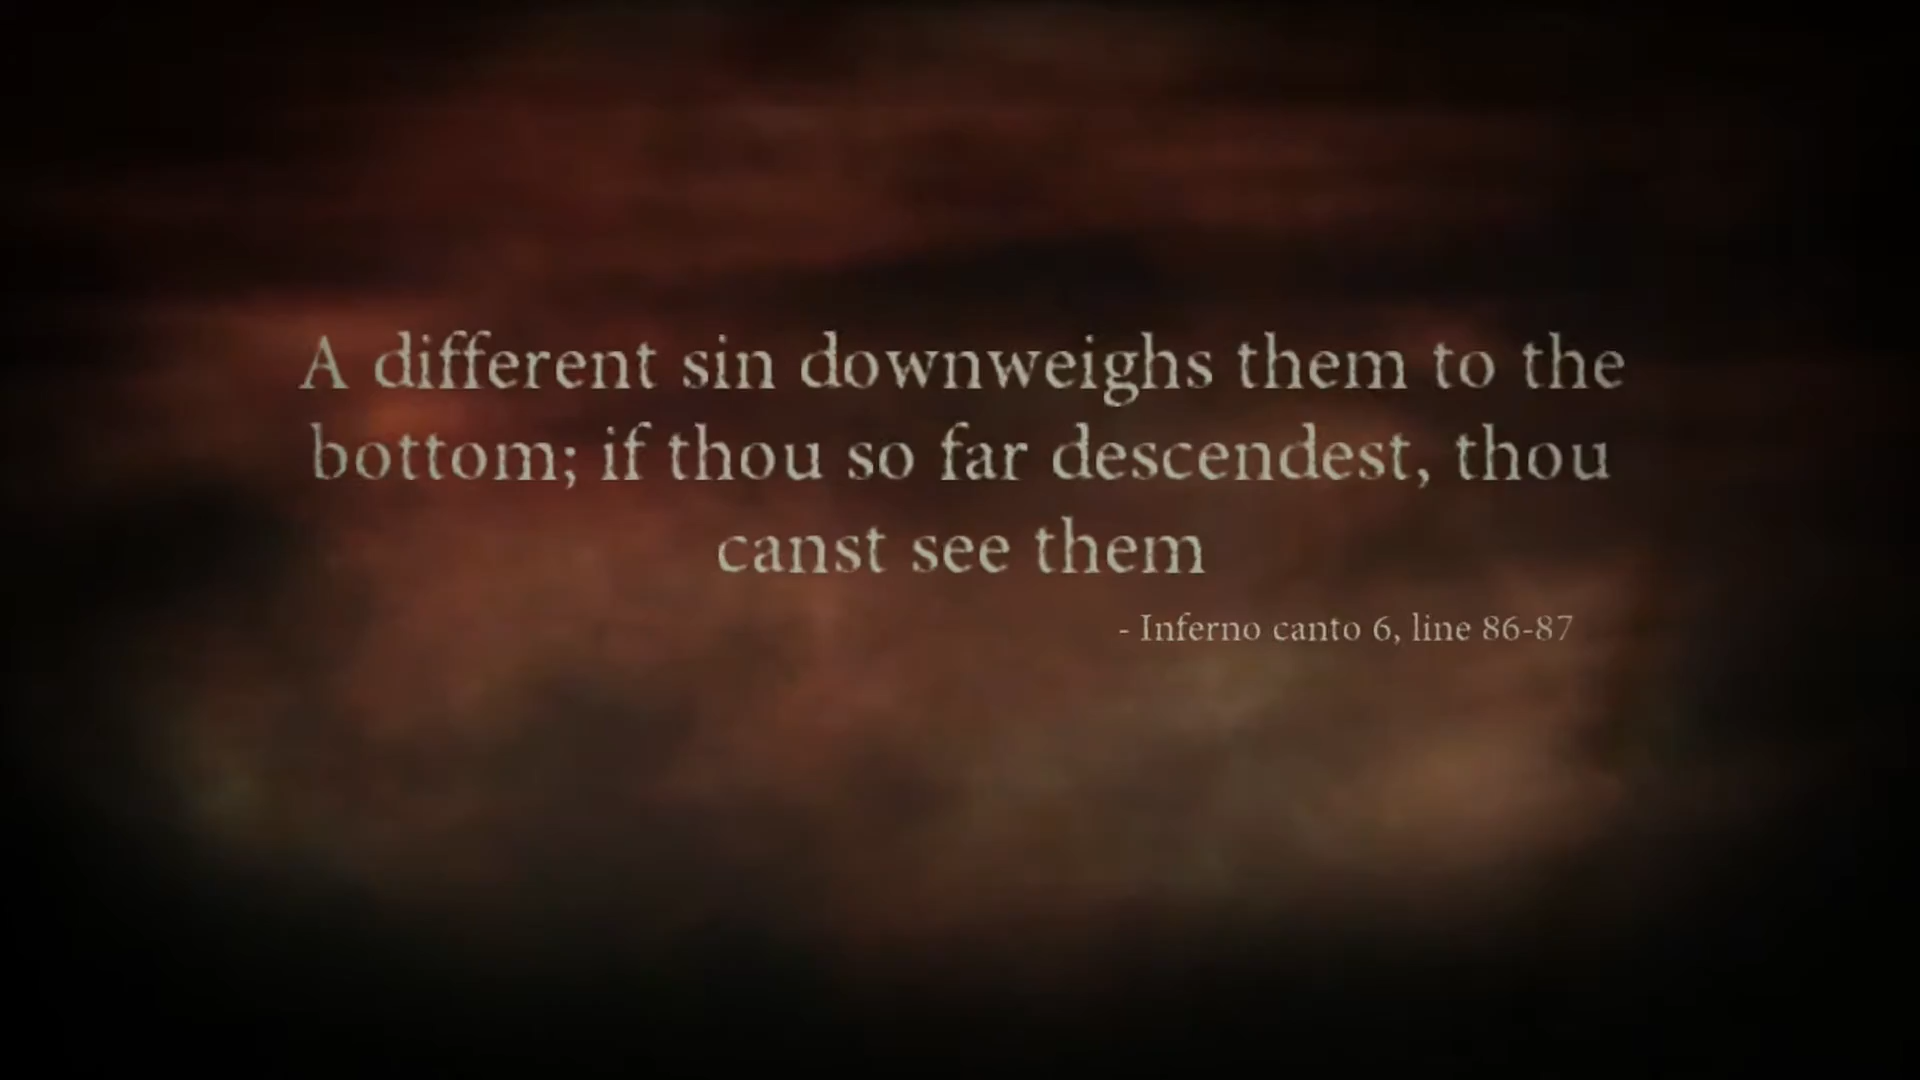 A different sin downweighs them to the
bottom; if thou so far descendest, thou
canst see them
- Inferno canto 6, line 86-87